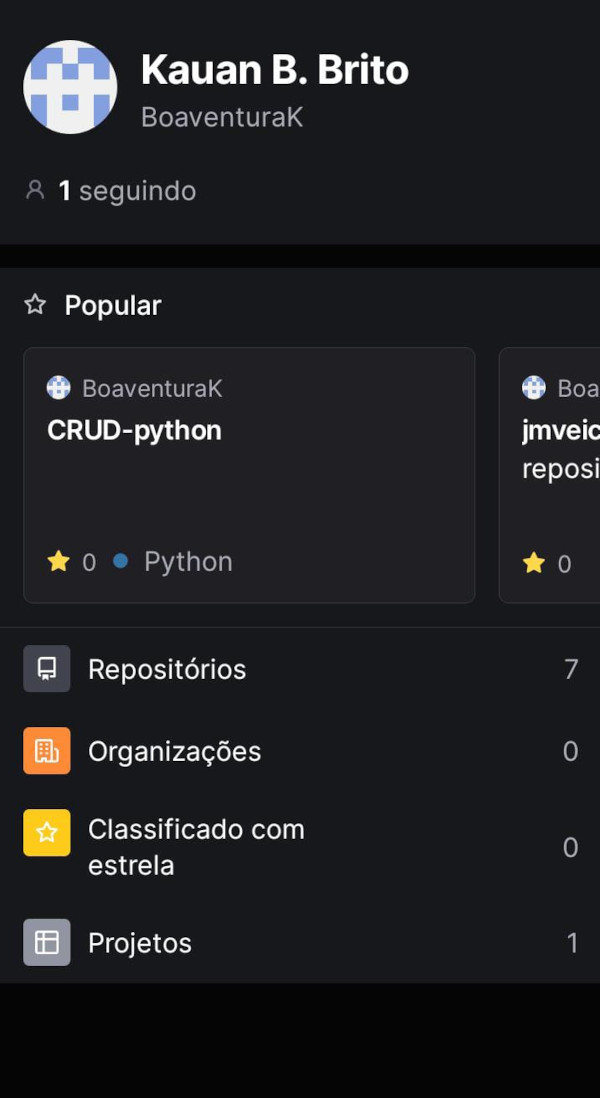 Kauan B. Brito
BoaventuraK
1 seguindo
Popular
BoaventuraK
CRUD-python
0 Python
Boa
jmveic
reposi
0
Repositórios 7
Organizações 0
Classificado com
estrela 0
Projetos 1